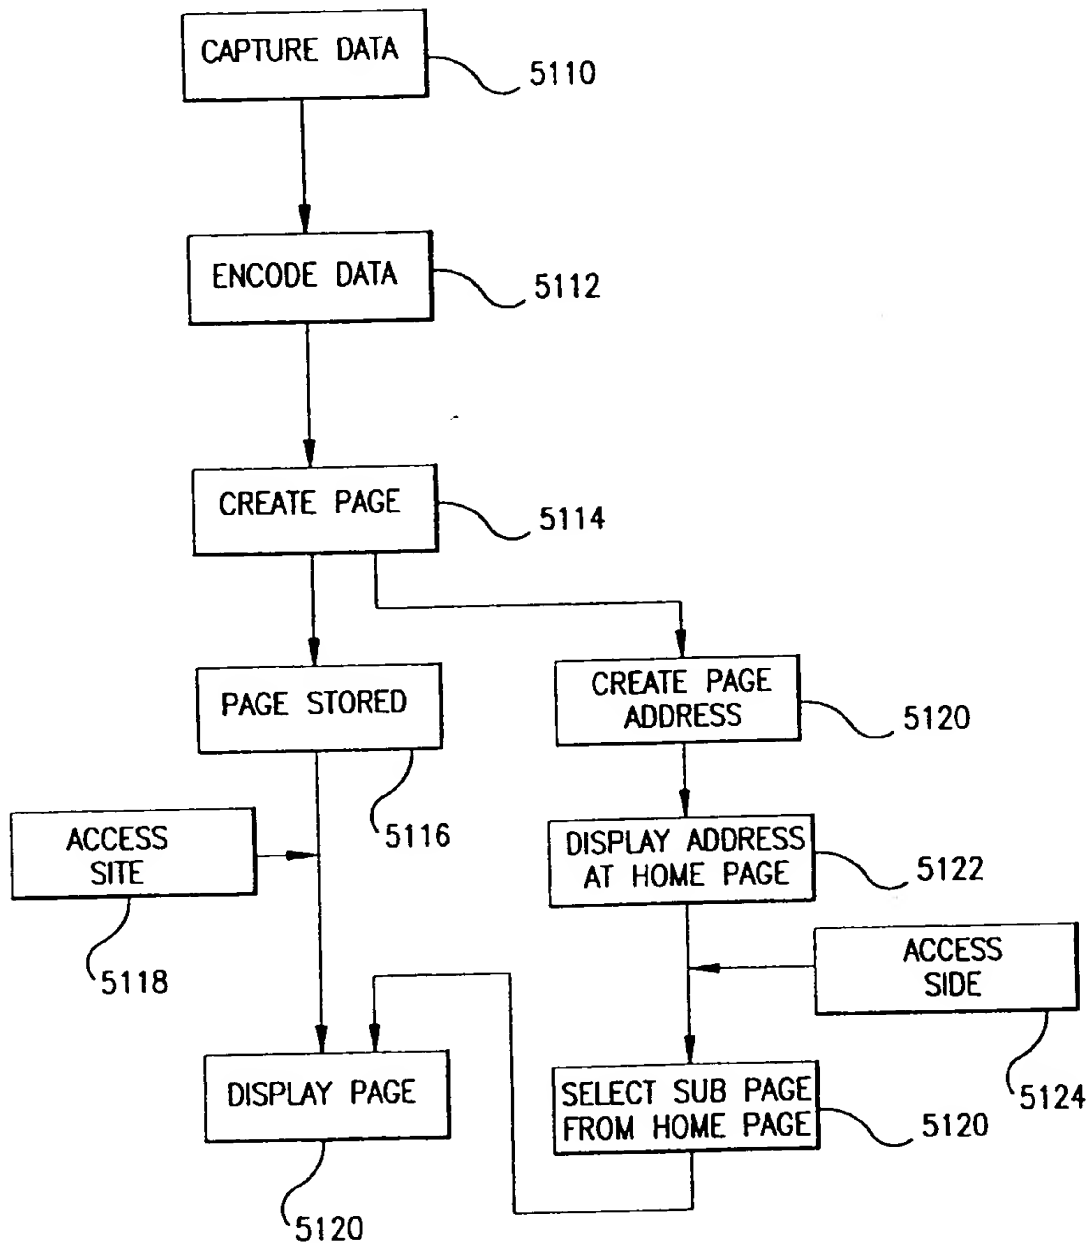 CAPTURE DATA
5110
ENCODE DATA
5112
CREATE PAGE
5114
PAGE STORED
5116
CREATE PAGE
ADDRESS
5120
ACCESS
SITE
5118
DISPLAY ADDRESS
AT HOME PAGE
5122
ACCESS
SIDE
5124
DISPLAY PAGE
5120
SELECT SUB PAGE
FROM HOME PAGE
5120